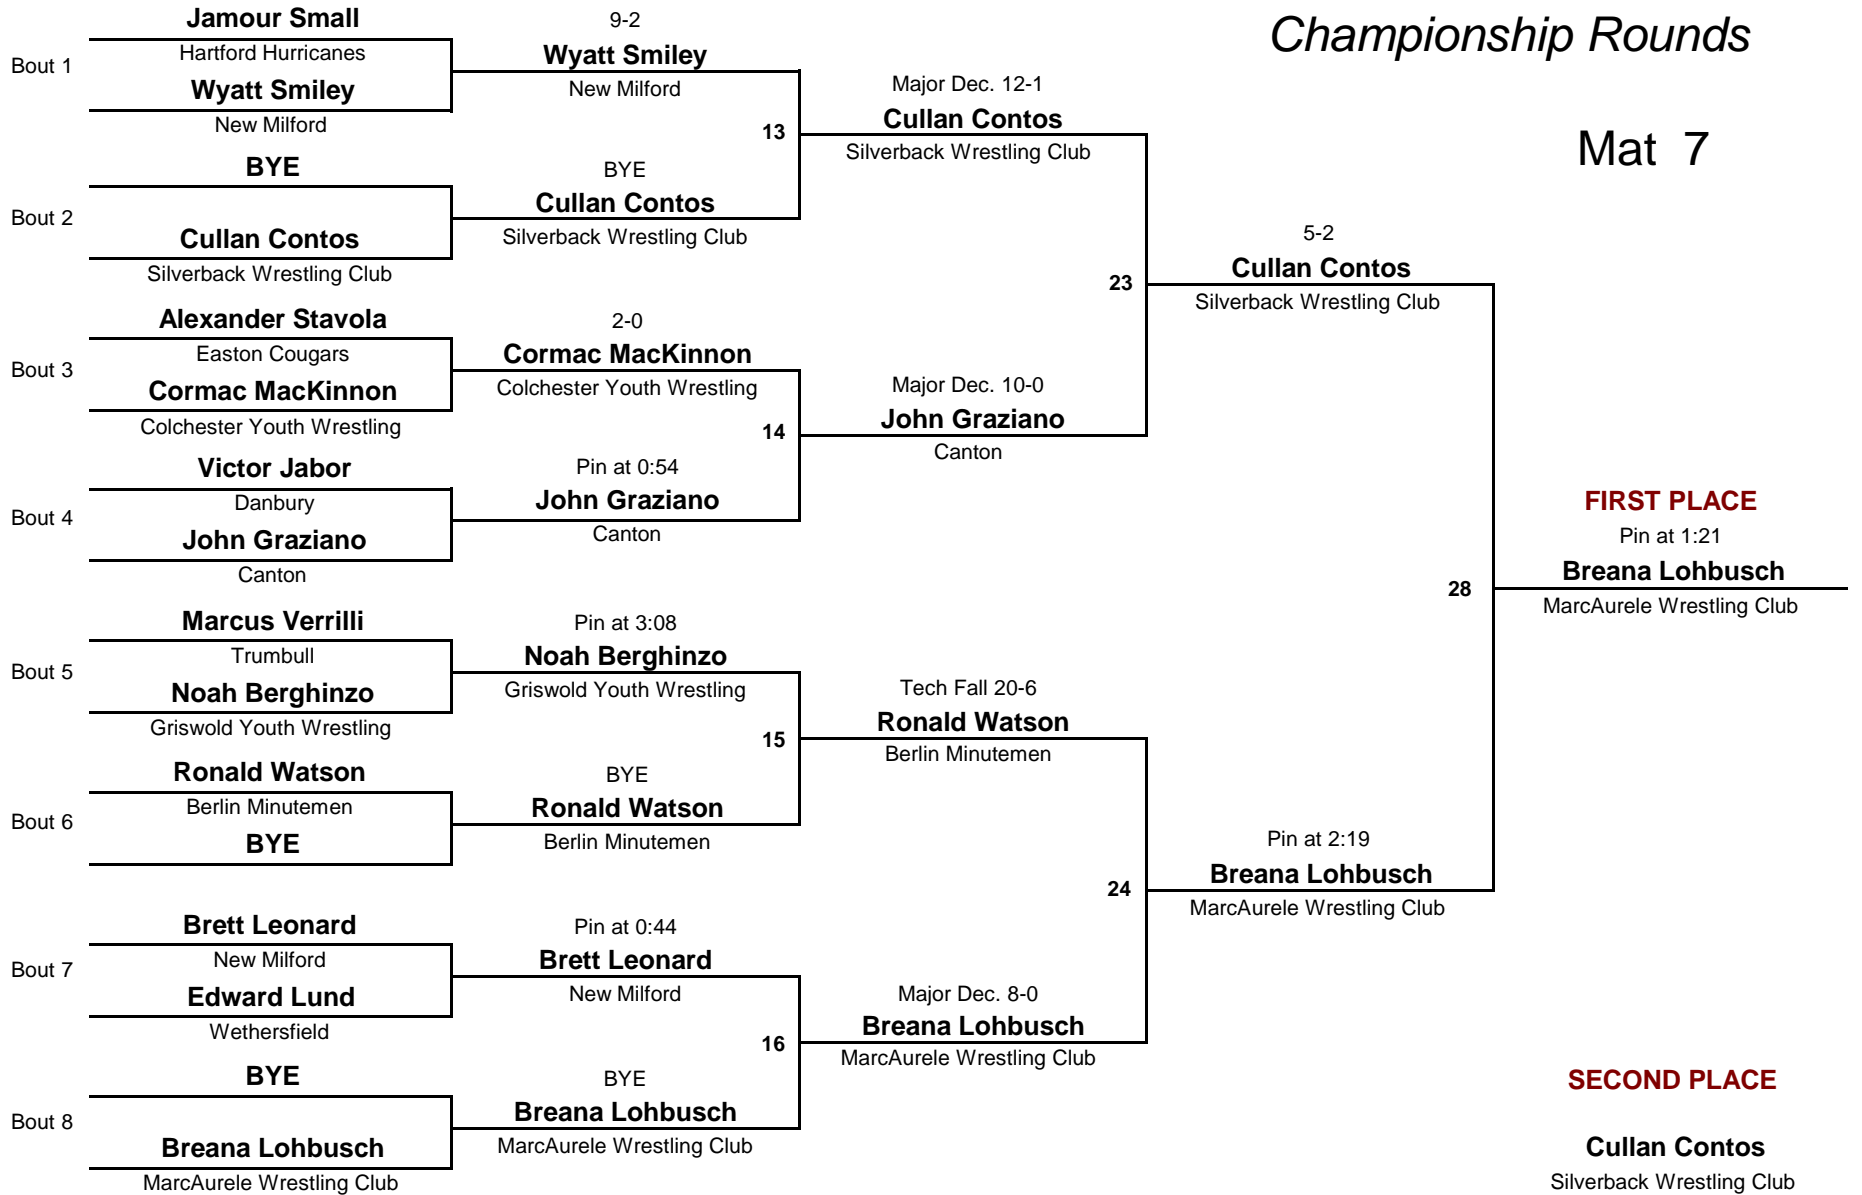 Championship Rounds
Mat 7
Bout 1
Jamour Small
Hartford Hurricanes
Wyatt Smiley
New Milford
Bout 2
BYE
Cullan Contos
Silverback Wrestling Club
Bout 3
Alexander Stavola
Easton Cougars
Cormac MacKinnon
Colchester Youth Wrestling
Bout 4
Victor Jabor
Danbury
John Graziano
Canton
Bout 5
Marcus Verrilli
Trumbull
Noah Berghinzo
Griswold Youth Wrestling
Bout 6
Ronald Watson
Berlin Minutemen
BYE
Bout 7
Brett Leonard
New Milford
Edward Lund
Wethersfield
Bout 8
BYE
Breana Lohbusch
MarcAurele Wrestling Club
9-2
Wyatt Smiley
New Milford
13
BYE
Cullan Contos
Silverback Wrestling Club
2-0
Cormac MacKinnon
Colchester Youth Wrestling
14
Pin at 0:54
John Graziano
Canton
Pin at 3:08
Noah Berghinzo
Griswold Youth Wrestling
15
BYE
Ronald Watson
Berlin Minutemen
Pin at 0:44
Brett Leonard
New Milford
16
BYE
Breana Lohbusch
MarcAurele Wrestling Club
Major Dec. 12-1
Cullan Contos
Silverback Wrestling Club
23
Major Dec. 10-0
John Graziano
Canton
Tech Fall 20-6
Ronald Watson
Berlin Minutemen
24
Major Dec. 8-0
Breana Lohbusch
MarcAurele Wrestling Club
5-2
Cullan Contos
Silverback Wrestling Club
28
Pin at 2:19
Breana Lohbusch
MarcAurele Wrestling Club
FIRST PLACE
Pin at 1:21
Breana Lohbusch
MarcAurele Wrestling Club
SECOND PLACE
Cullan Contos
Silverback Wrestling Club